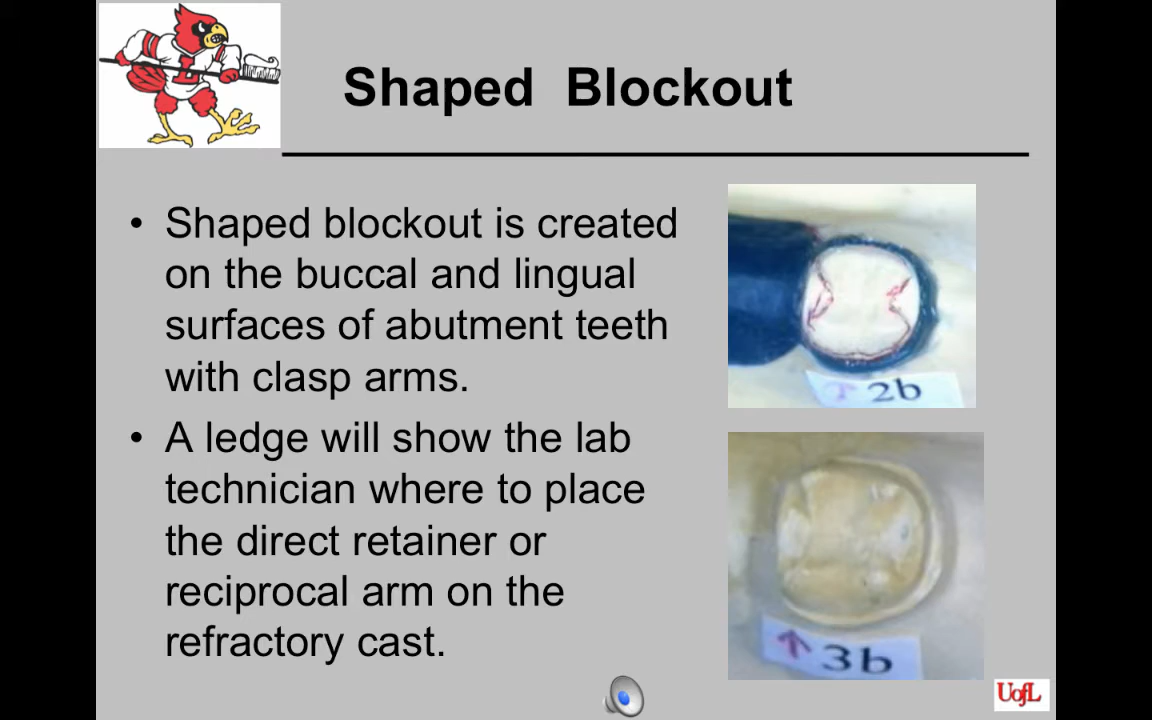 Shaped Blockout
• Shaped blockout is created
on the buccal and lingual
surfaces of abutment teeth
with clasp arms.
• A ledge will show the lab
technician where to place
the direct retainer or
reciprocal arm on the
refractory cast.
↑ 2b
↑ 3b
UofL